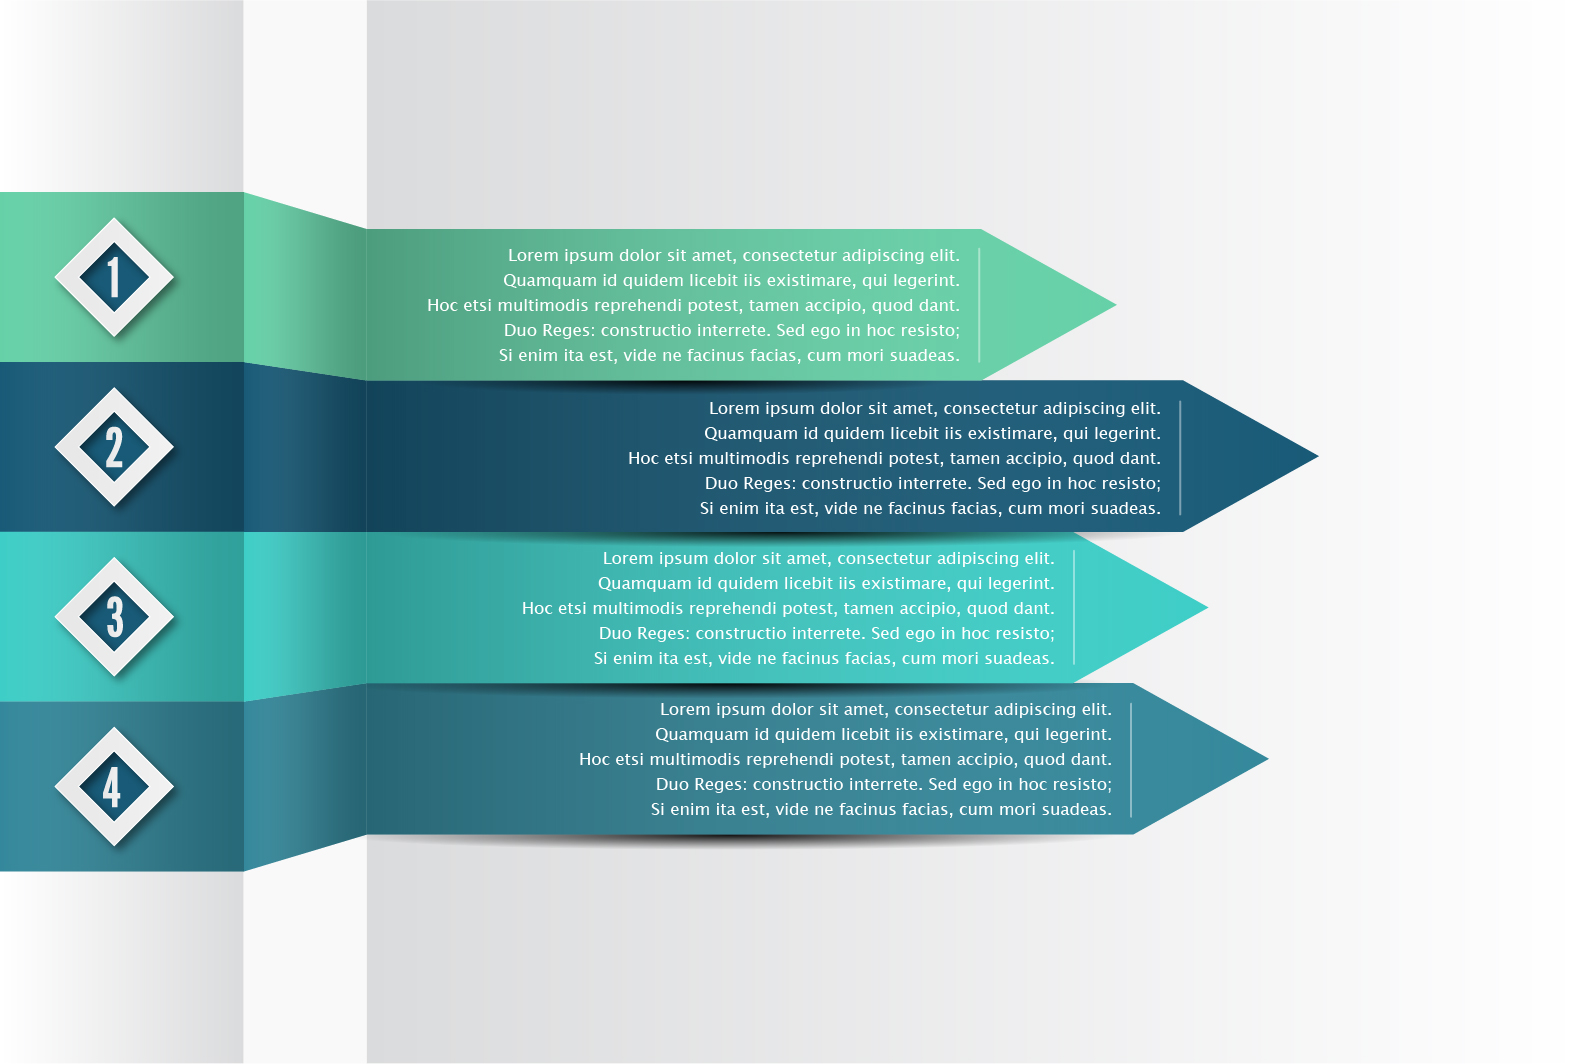 1
Lorem ipsum dolor sit amet, consectetur adipiscing elit.
Quamquam id quidem licebit iis existimare, qui legerint.
Hoc etsi multimodis reprehendi potest, tamen accipio, quod dant.
Duo Reges: constructio interrete. Sed ego in hoc resisto;
Si enim ita est, vide ne facinus facias, cum mori suadeas.
2
Lorem ipsum dolor sit amet, consectetur adipiscing elit.
Quamquam id quidem licebit iis existimare, qui legerint.
Hoc etsi multimodis reprehendi potest, tamen accipio, quod dant.
Duo Reges: constructio interrete. Sed ego in hoc resisto;
Si enim ita est, vide ne facinus facias, cum mori suadeas.
3
Lorem ipsum dolor sit amet, consectetur adipiscing elit.
Quamquam id quidem licebit iis existimare, qui legerint.
Hoc etsi multimodis reprehendi potest, tamen accipio, quod dant.
Duo Reges: constructio interrete. Sed ego in hoc resisto;
Si enim ita est, vide ne facinus facias, cum mori suadeas.
4
Lorem ipsum dolor sit amet, consectetur adipiscing elit.
Quamquam id quidem licebit iis existimare, qui legerint.
Hoc etsi multimodis reprehendi potest, tamen accipio, quod dant.
Duo Reges: constructio interrete. Sed ego in hoc resisto;
Si enim ita est, vide ne facinus facias, cum mori suadeas.